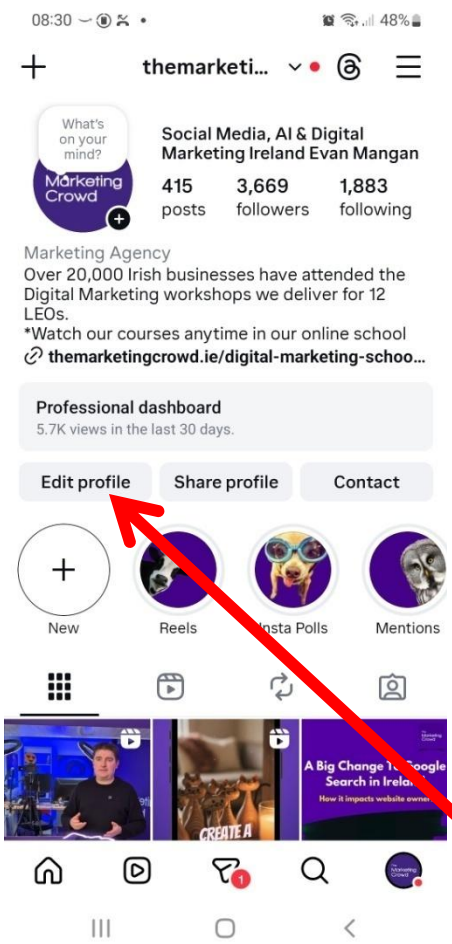 08:30
48%
themarketi...
What's
on your
mind?
Marketing
Crowd
Social Media, AI & Digital
Marketing Ireland Evan Mangan
415 3,669 1,883
posts followers following
Marketing Agency
Over 20,000 Irish businesses have attended the
Digital Marketing workshops we deliver for 12
LEOs.
*Watch our courses anytime in our online school
themarketingcrowd.ie/digital-marketing-schoo...
Professional dashboard
5.7K views in the last 30 days.
Edit profile Share profile Contact
New Reels Insta Polls Mentions
A Big Change To Google
Search in Ireland
How it impacts website owners
CREATE A
1